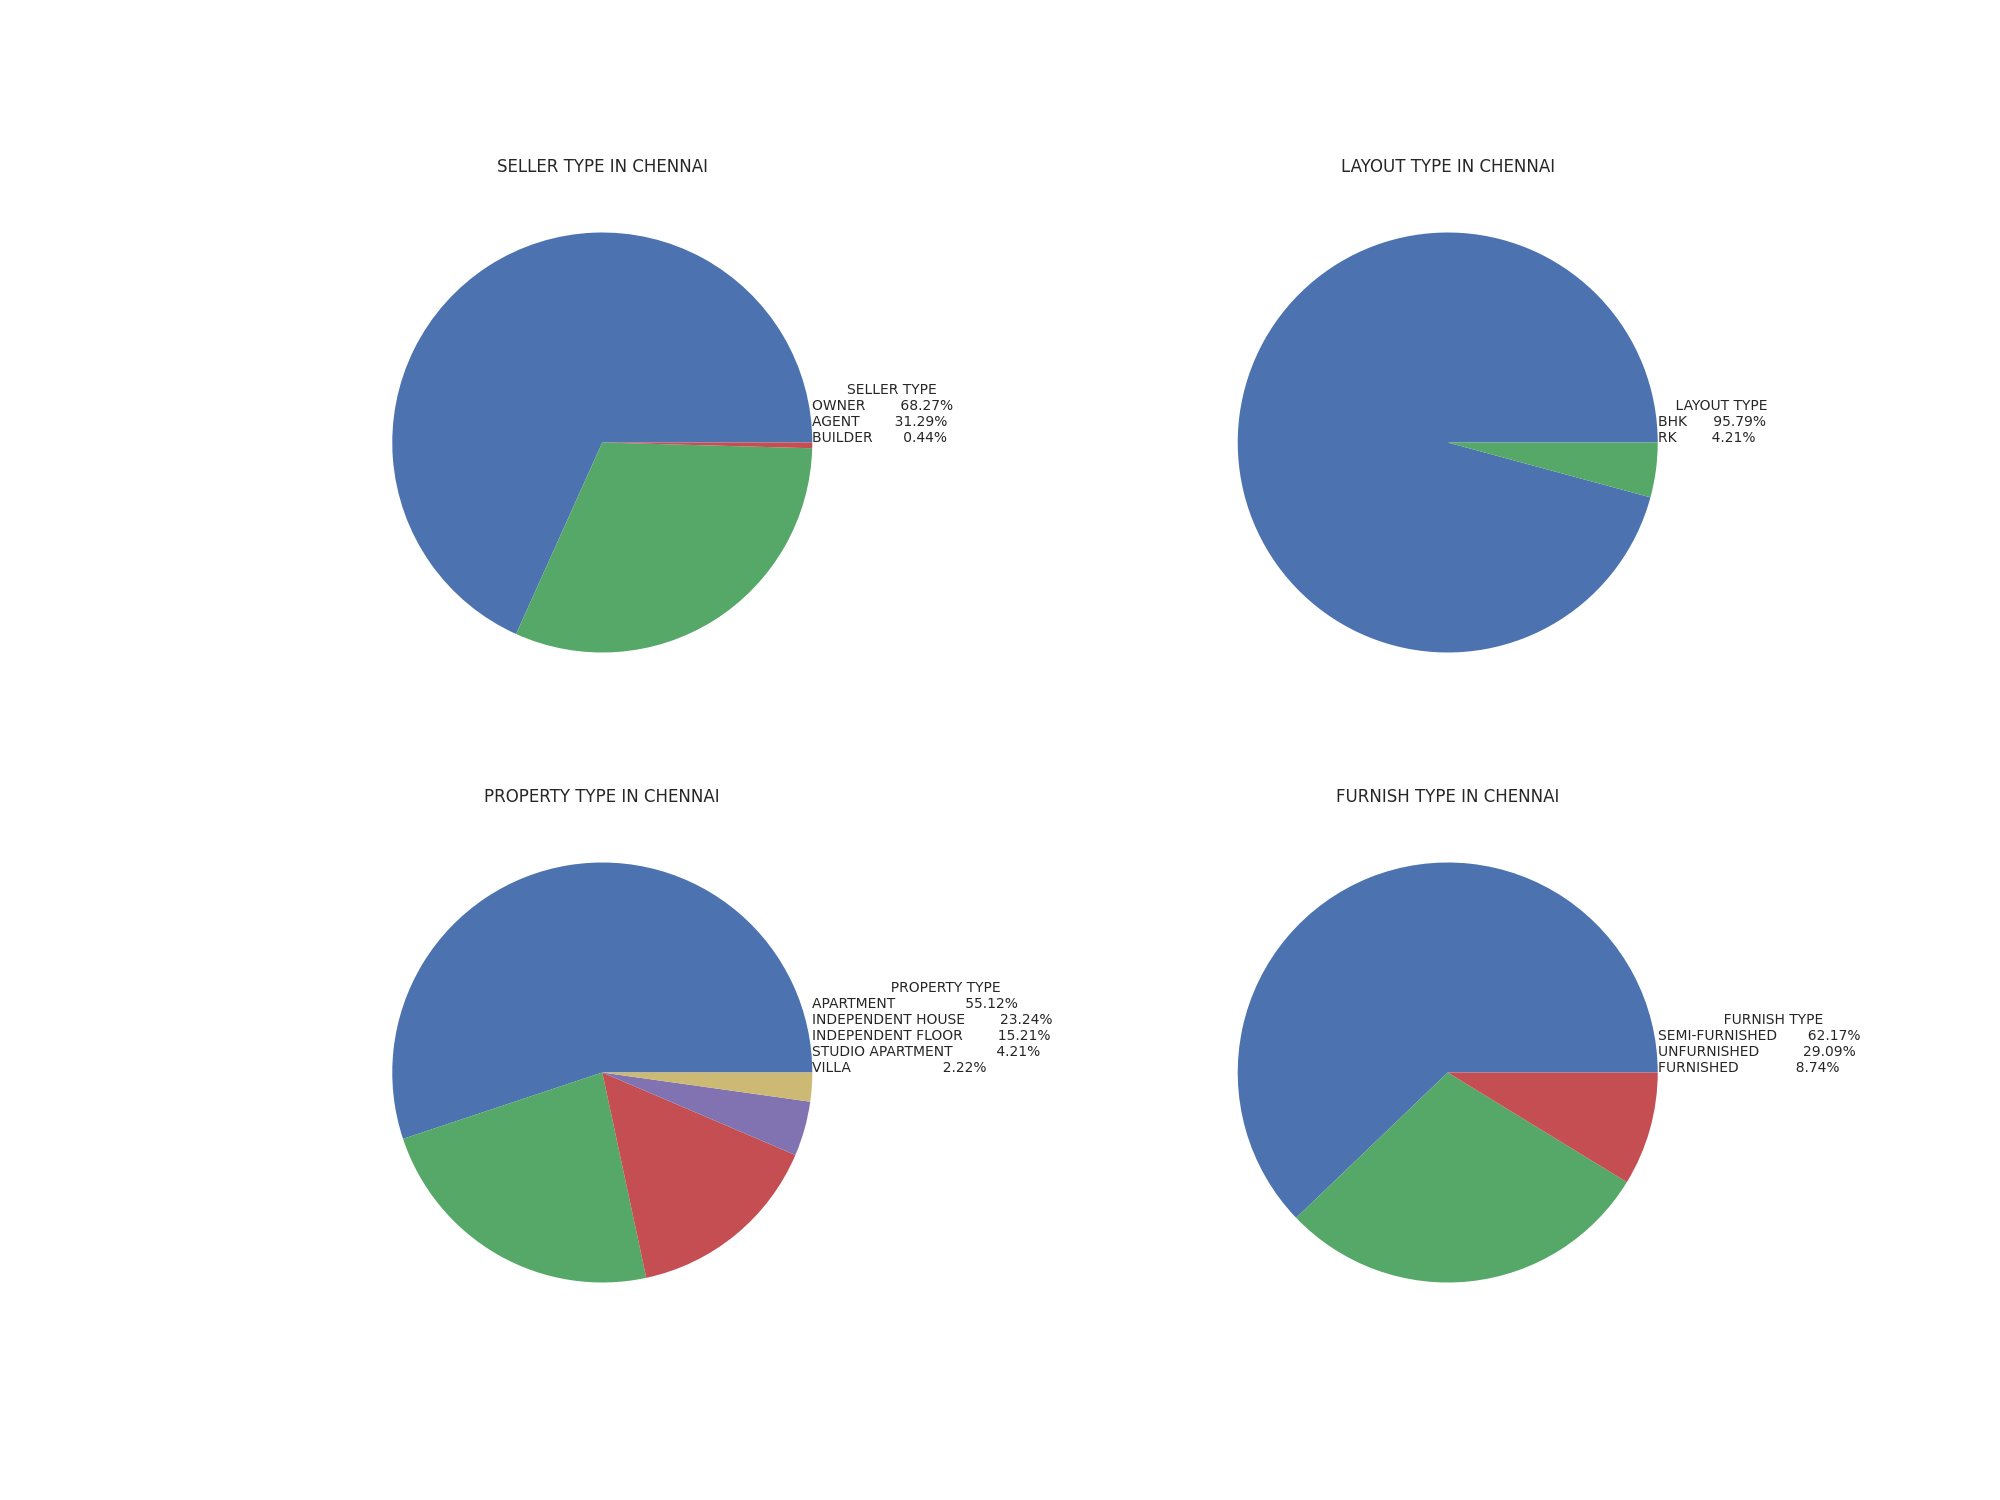 SELLER TYPE IN CHENNAI
SELLER TYPE
OWNER 68.27%
AGENT 31.29%
BUILDER 0.44%
LAYOUT TYPE IN CHENNAI
LAYOUT TYPE
BHK 95.79%
RK 4.21%
PROPERTY TYPE IN CHENNAI
PROPERTY TYPE
APARTMENT 55.12%
INDEPENDENT HOUSE 23.24%
INDEPENDENT FLOOR 15.21%
STUDIO APARTMENT 4.21%
VILLA 2.22%
FURNISH TYPE IN CHENNAI
FURNISH TYPE
SEMI-FURNISHED 62.17%
UNFURNISHED 29.09%
FURNISHED 8.74%